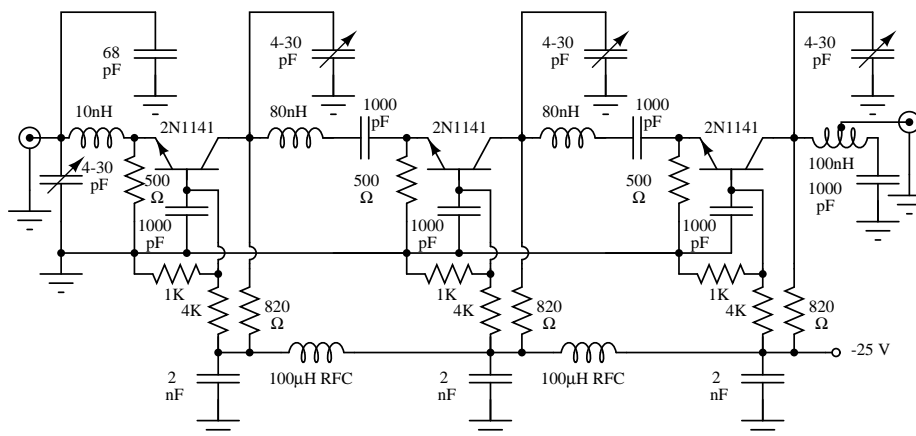 68
pF
4-30
pF
4-30
pF
4-30
pF
10nH
2N1141
80nH
1000
pF
2N1141
80nH
1000
pF
2N1141
100nH
4-30
pF
500
Ω
500
Ω
500
Ω
1000
pF
1000
pF
1000
pF
1000
pF
1K
4K
820
Ω
1K
4K
820
Ω
1K
4K
820
Ω
-25 V
2
nF
100µH RFC
2
nF
100µH RFC
2
nF